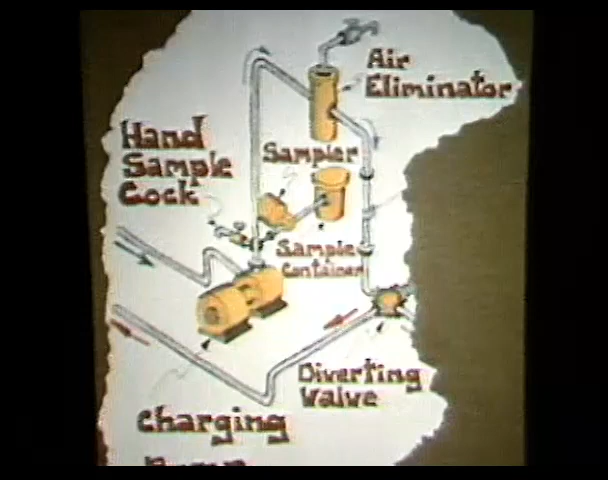 Air
Eliminator
Hand
Sample
Cock
Sampler
Sample
Container
Diverting
Valve
Charging